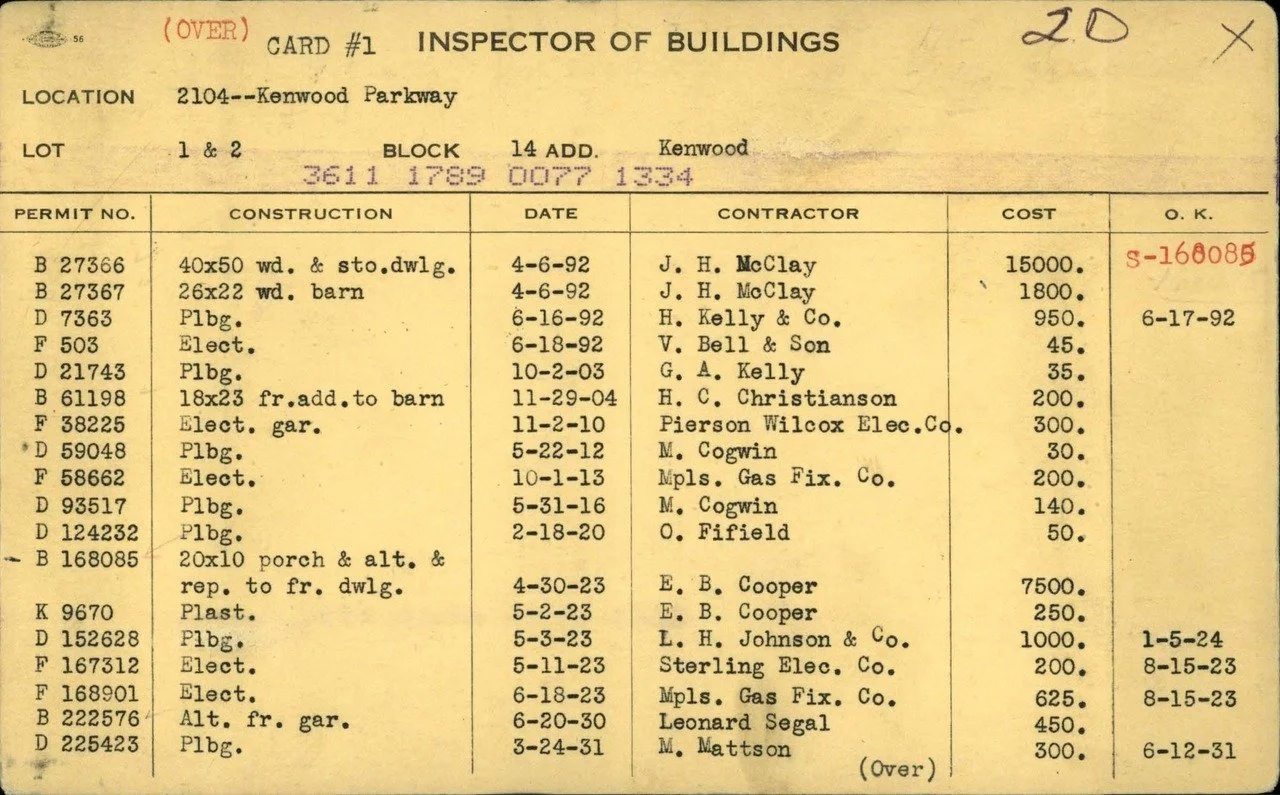 56
(OVER) CARD #1 INSPECTOR OF BUILDINGS 20 X
LOCATION 2104--Kenwood Parkway
LOT 1 & 2 BLOCK 14 ADD. Kenwood
3611 1789 0077 1334
PERMIT NO. CONSTRUCTION DATE CONTRACTOR COST O. K.
S-168085
B 27366 40x50 wd. & sto.dwlg. 4-6-92 J. H. McClay 15000.
B 27367 26x22 wd. barn 4-6-92 J. H. McClay 1800.
D 7363 Plbg. 6-16-92 H. Kelly & Co. 950. 6-17-92
F 503 Elect. 6-18-92 V. Bell & Son 45.
D 21743 Plbg. 10-2-03 G. A. Kelly 35.
B 61198 18x23 fr.add.to barn 11-29-04 H. C. Christianson 200.
F 38225 Elect. gar. 11-2-10 Pierson Wilcox Elec.Co. 300.
D 59048 Plbg. 5-22-12 M. Cogwin 30.
F 58662 Elect. 10-1-13 Mpls. Gas Fix. Co. 200.
D 93517 Plbg. 5-31-16 M. Cogwin 140.
D 124232 Plbg. 2-18-20 O. Fifield 50.
B 168085 20x10 porch & alt. &
rep. to fr. dwlg. 4-30-23 E. B. Cooper 7500.
K 9670 Plast. 5-2-23 E. B. Cooper 250.
D 152628 Plbg. 5-3-23 L. H. Johnson & Co. 1000. 1-5-24
F 167312 Elect. 5-11-23 Sterling Elec. Co. 200. 8-15-23
F 168901 Elect. 6-18-23 Mpls. Gas Fix. Co. 625. 8-15-23
B 222576 Alt. fr. gar. 6-20-30 Leonard Segal 450.
D 225423 Plbg. 3-24-31 M. Mattson 300. 6-12-31
(Over)